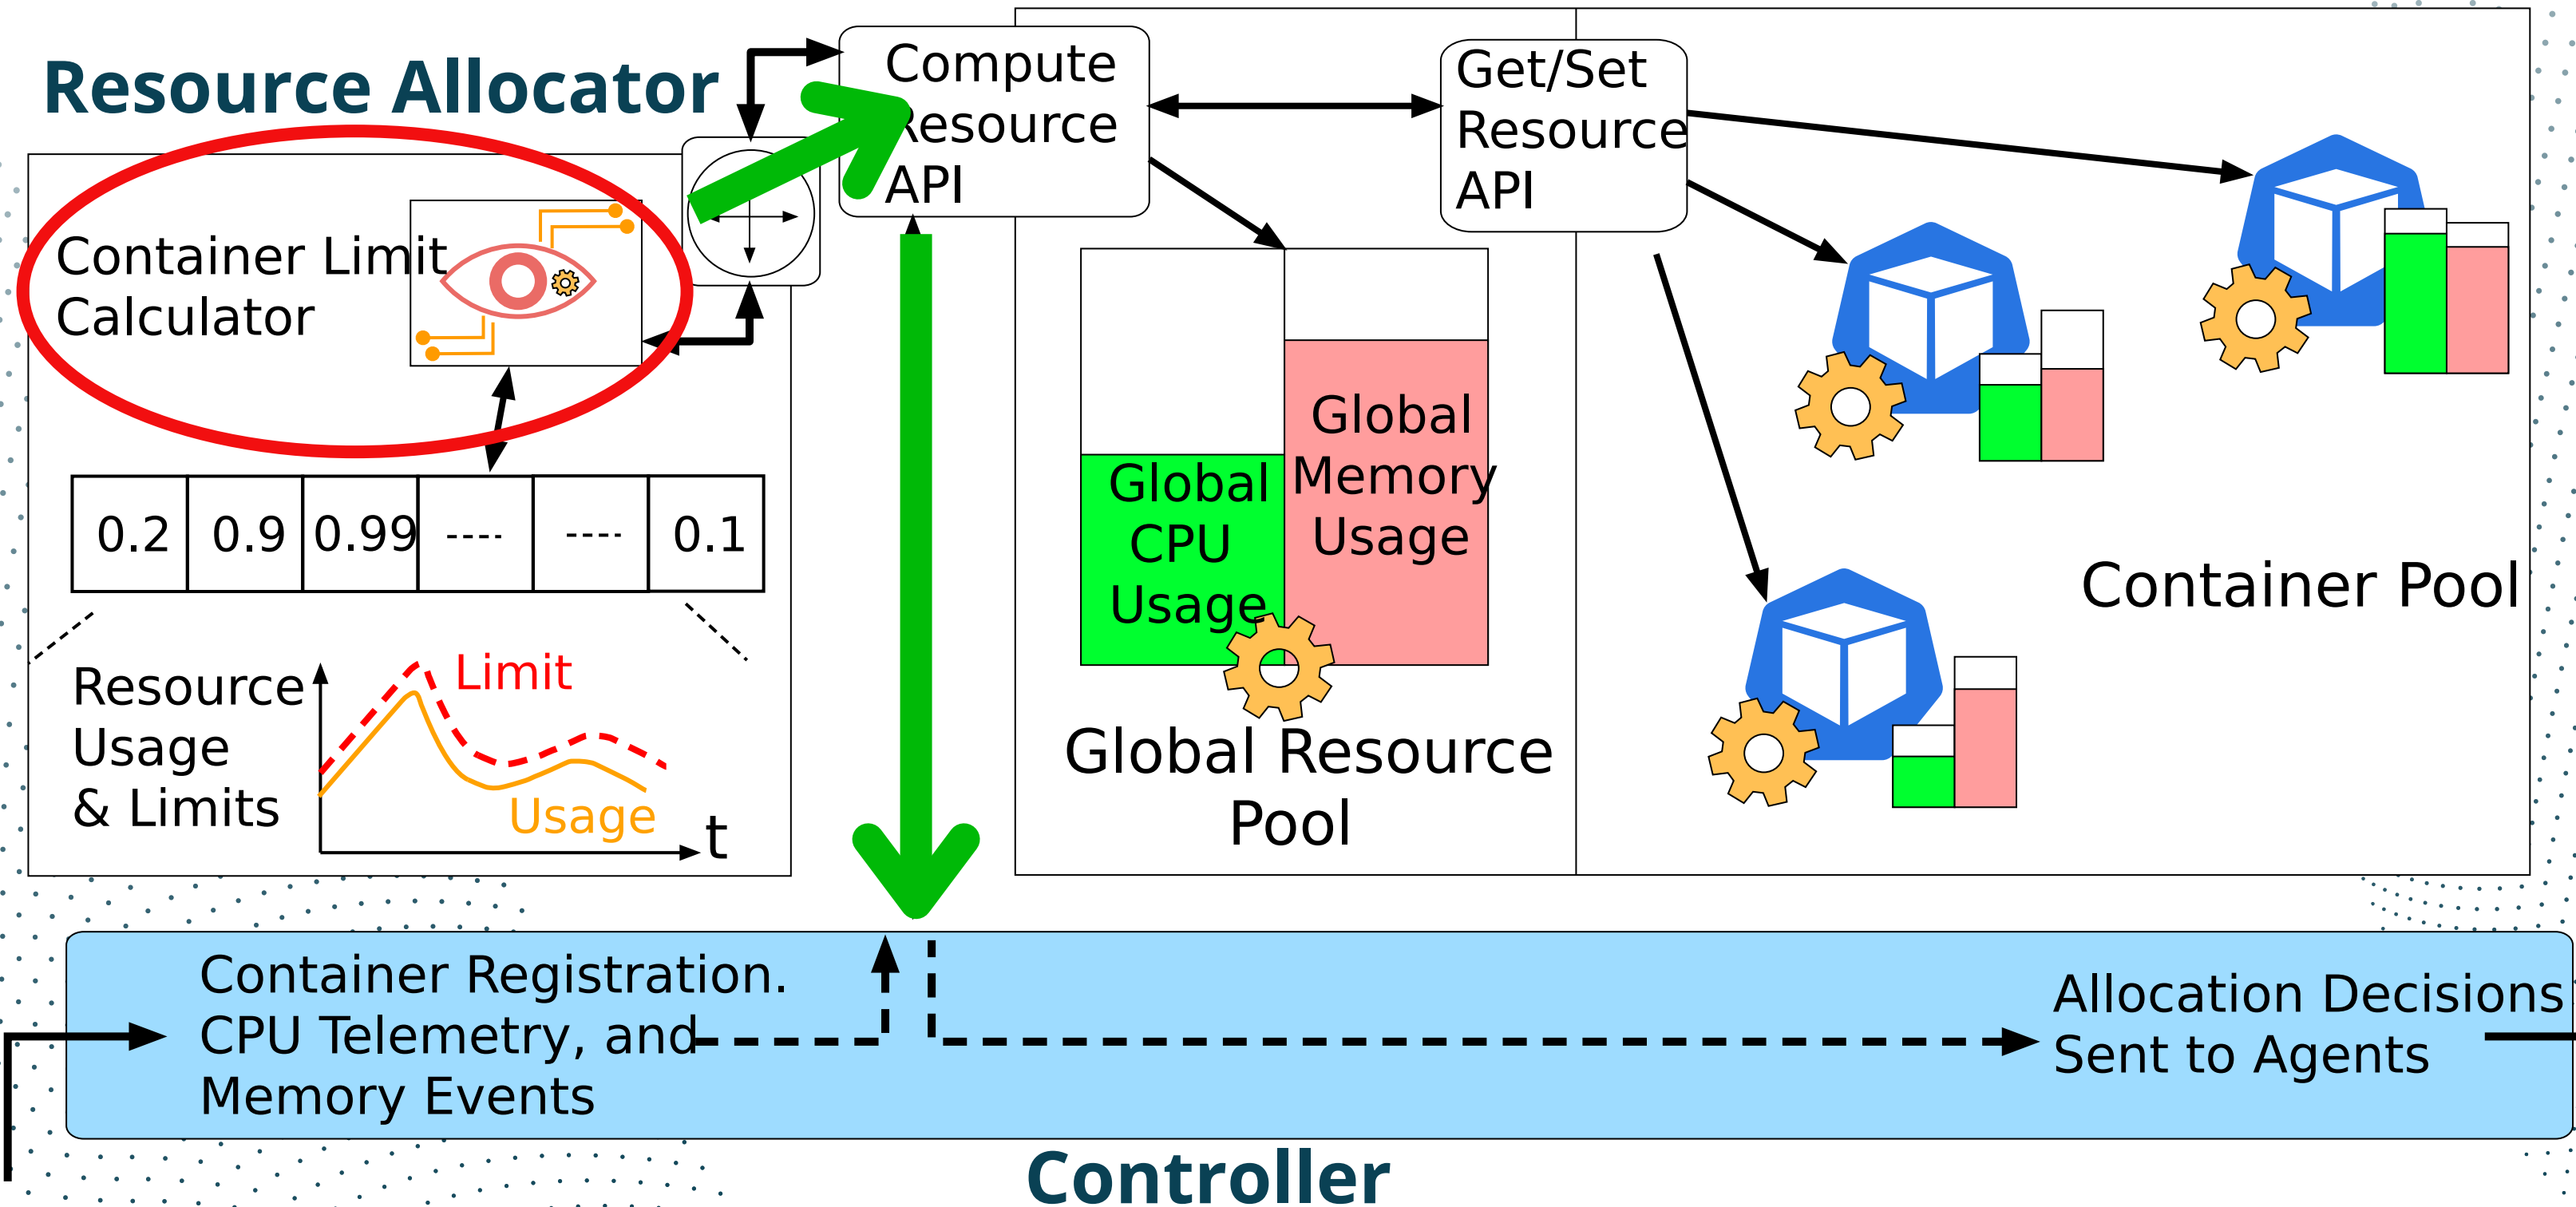 Resource Allocator
Compute
Resource
API
Get/Set
Resource
API
Container Limit
Calculator
0.2 0.9 0.99 ---- ---- 0.1
Resource
Usage
& Limits
Limit
Usage
t
Global
CPU
Usage
Global
Memory
Usage
Global Resource
Pool
Container Pool
Container Registration.
CPU Telemetry, and
Memory Events
Allocation Decisions
Sent to Agents
Controller